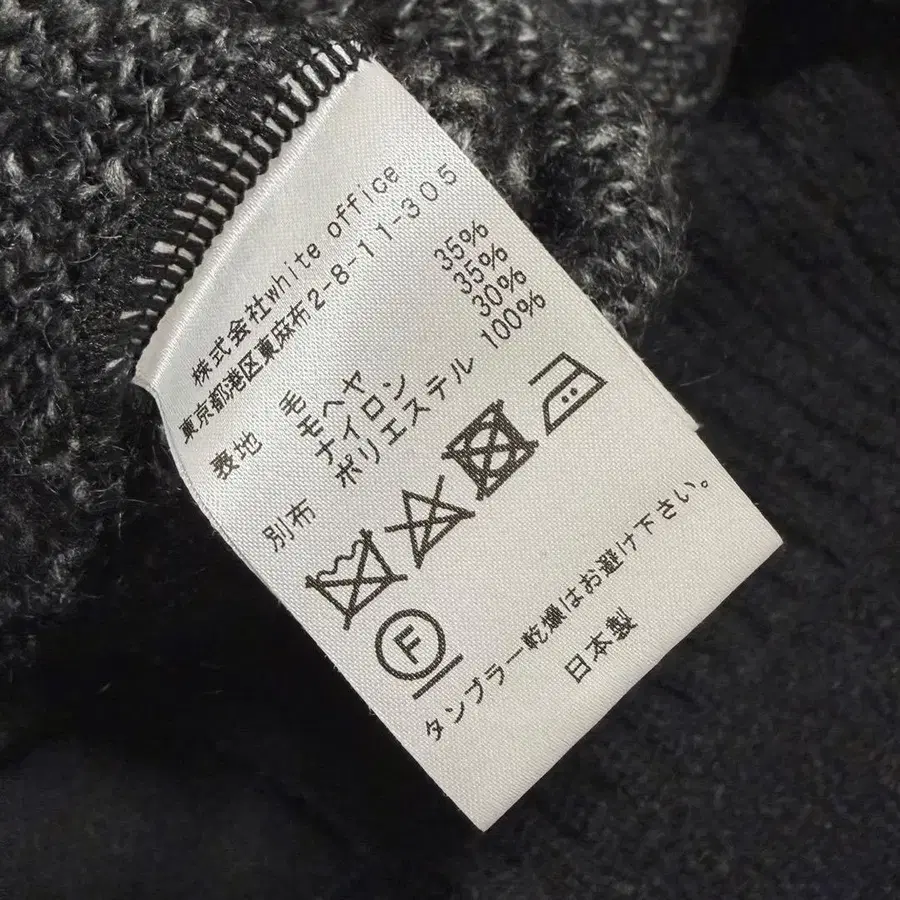 株式会社white office
東京都港区東麻布2-8-11-305
表地 毛 35%
モヘヤ 35%
ナイロン 30%
別布 ポリエステル 100%
F
タンブラー乾燥はお避け下さい。
日本製